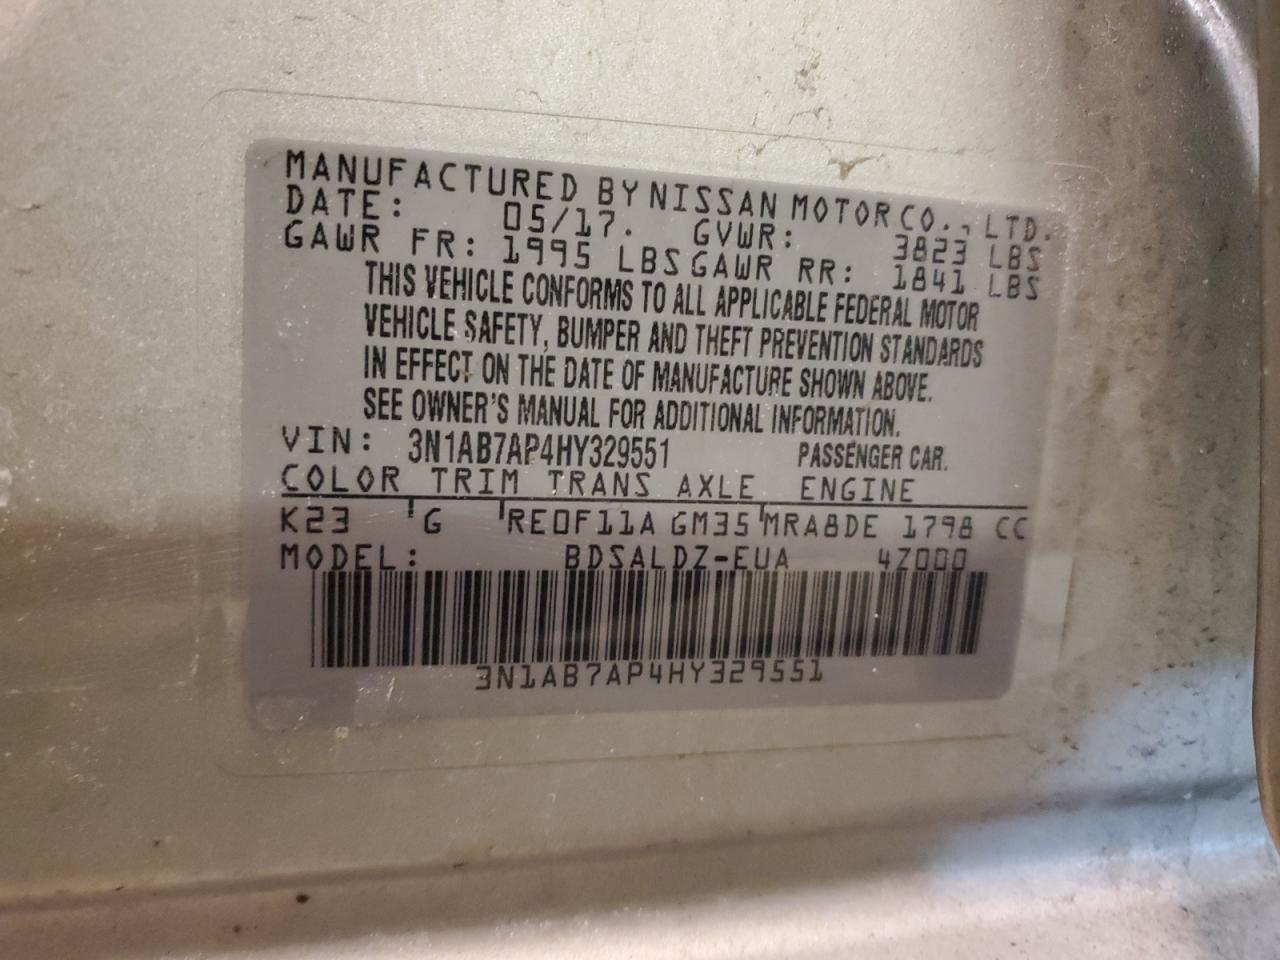 MANUFACTURED BY NISSAN MOTOR CO., LTD.
DATE: 05/17. GVWR: 3823 LBS
GAWR FR: 1995 LBS GAWR RR: 1841 LBS
THIS VEHICLE CONFORMS TO ALL APPLICABLE FEDERAL MOTOR
VEHICLE SAFETY, BUMPER AND THEFT PREVENTION STANDARDS
IN EFFECT ON THE DATE OF MANUFACTURE SHOWN ABOVE.
SEE OWNER'S MANUAL FOR ADDITIONAL INFORMATION.
VIN: 3N1AB7AP4HY329551 PASSENGER CAR.
COLOR TRIM TRANS AXLE ENGINE
K23 G RE0F11A GM35 MRA8DE 1798 CC
MODEL: BDSALDZ-EUA 4Z000
3N1AB7AP4HY329551